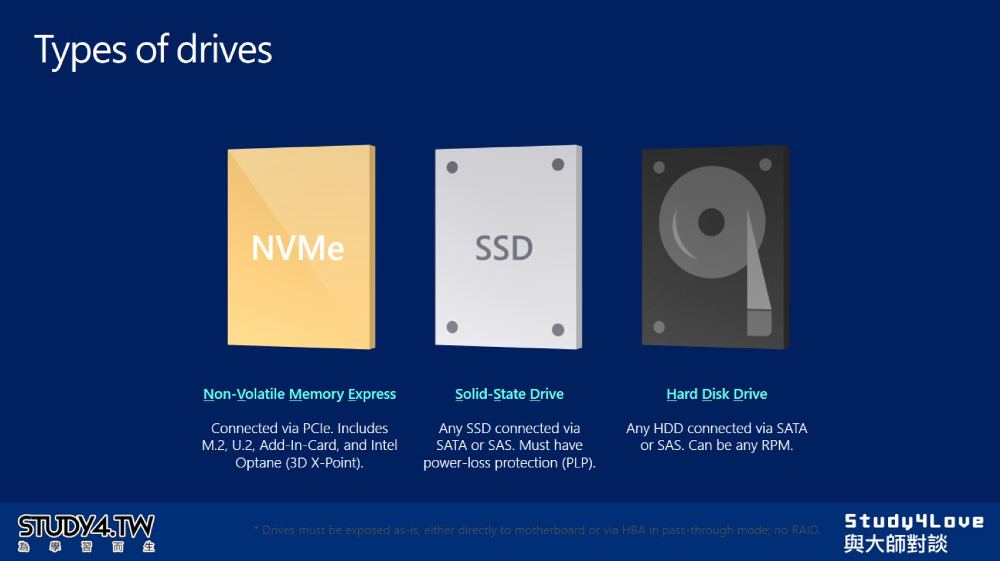 Types of drives
NVMe
SSD
Non-Volatile Memory Express
Connected via PCIe. Includes
M.2, U.2, Add-In-Card, and Intel
Optane (3D X-Point).
Solid-State Drive
Any SSD connected via
SATA or SAS. Must have
power-loss protection (PLP).
Hard Disk Drive
Any HDD connected via SATA
or SAS. Can be any RPM.
STUDY4.TW
為學習而生
* Drives must be exposed as-is, either directly to motherboard or via HBA in pass-through mode; no RAID.
Study4Love
與大師對談